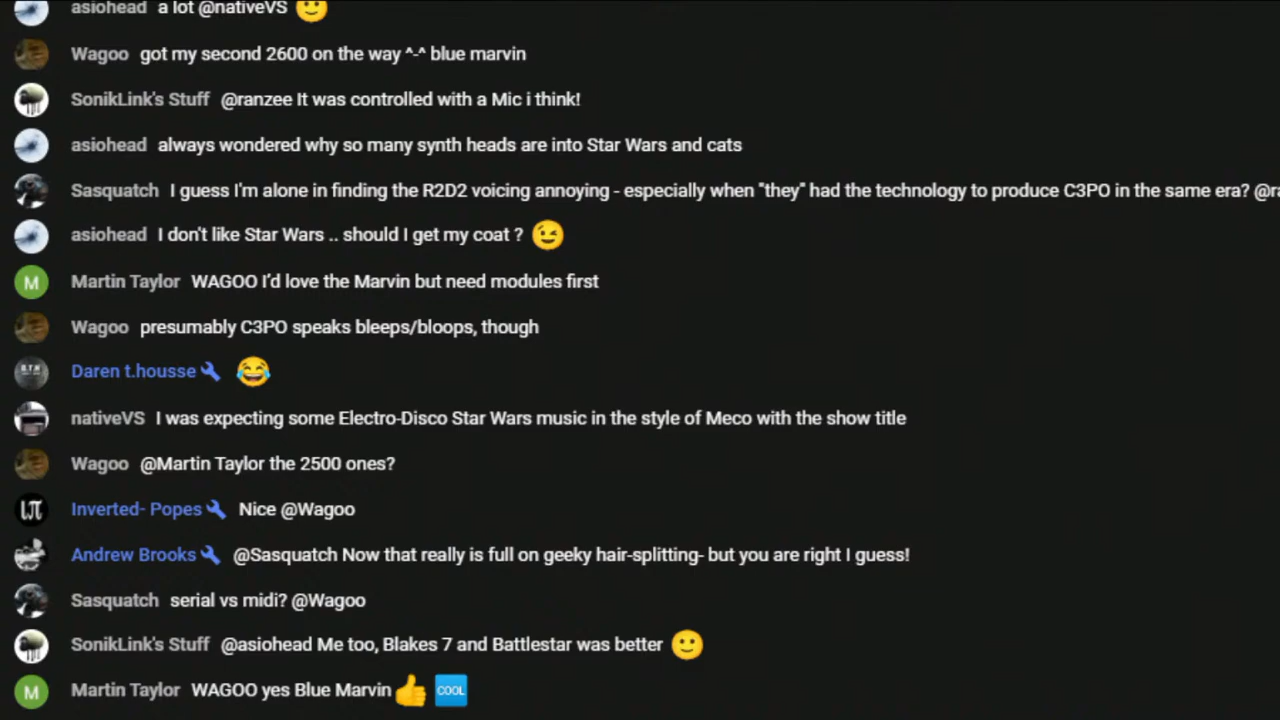 asiohead a lot @nativeVS 🙂
Wagoo got my second 2600 on the way ^-^ blue marvin
SonikLink's Stuff @ranzee It was controlled with a Mic i think!
asiohead always wondered why so many synth heads are into Star Wars and cats
Sasquatch I guess I'm alone in finding the R2D2 voicing annoying - especially when "they" had the technology to produce C3PO in the same era? @ra
asiohead I don't like Star Wars .. should I get my coat ? 😉
M Martin Taylor WAGOO I'd love the Marvin but need modules first
Wagoo presumably C3PO speaks bleeps/bloops, though
Daren t.housse 😂
nativeVS I was expecting some Electro-Disco Star Wars music in the style of Meco with the show title
Wagoo @Martin Taylor the 2500 ones?
Inverted- Popes Nice @Wagoo
Andrew Brooks @Sasquatch Now that really is full on geeky hair-splitting- but you are right I guess!
Sasquatch serial vs midi? @Wagoo
SonikLink's Stuff @asiohead Me too, Blakes 7 and Battlestar was better 🙂
M Martin Taylor WAGOO yes Blue Marvin 👍 COOL